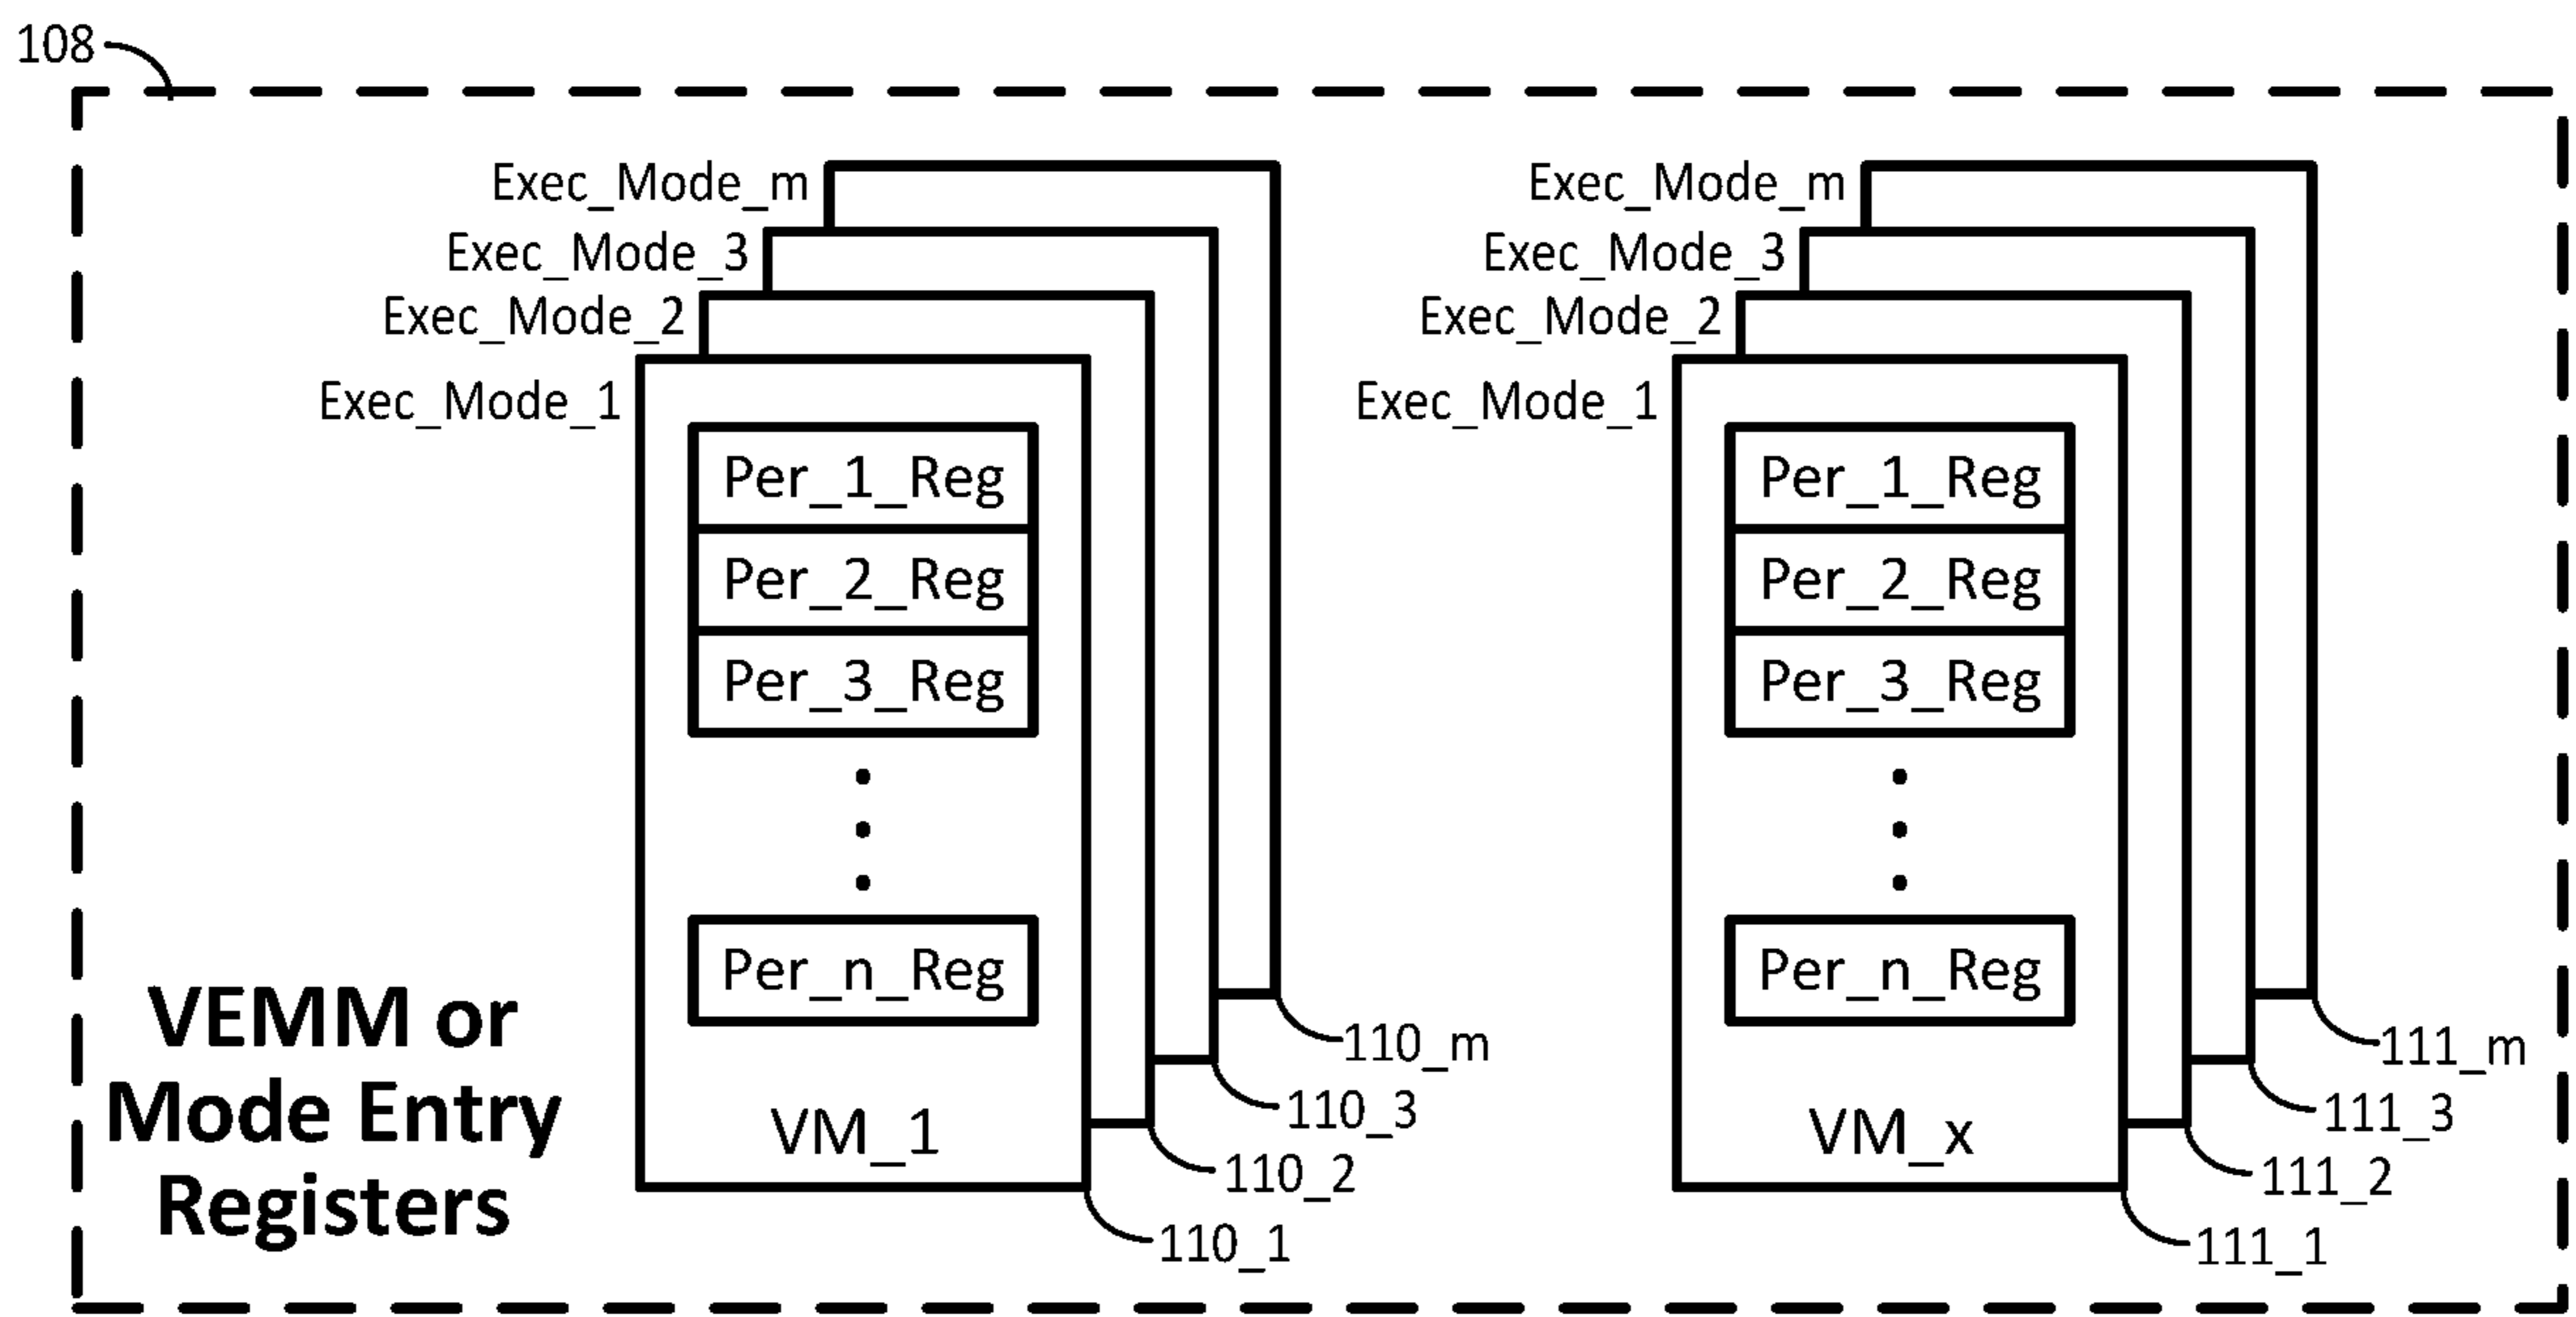 108
Exec_Mode_m
Exec_Mode_3
Exec_Mode_2
Exec_Mode_1
Per_1_Reg
Per_2_Reg
Per_3_Reg
Per_n_Reg
VM_1
110_m
110_3
110_2
110_1
Exec_Mode_m
Exec_Mode_3
Exec_Mode_2
Exec_Mode_1
Per_1_Reg
Per_2_Reg
Per_3_Reg
Per_n_Reg
VM_x
111_m
111_3
111_2
111_1
VEMM or
Mode Entry
Registers